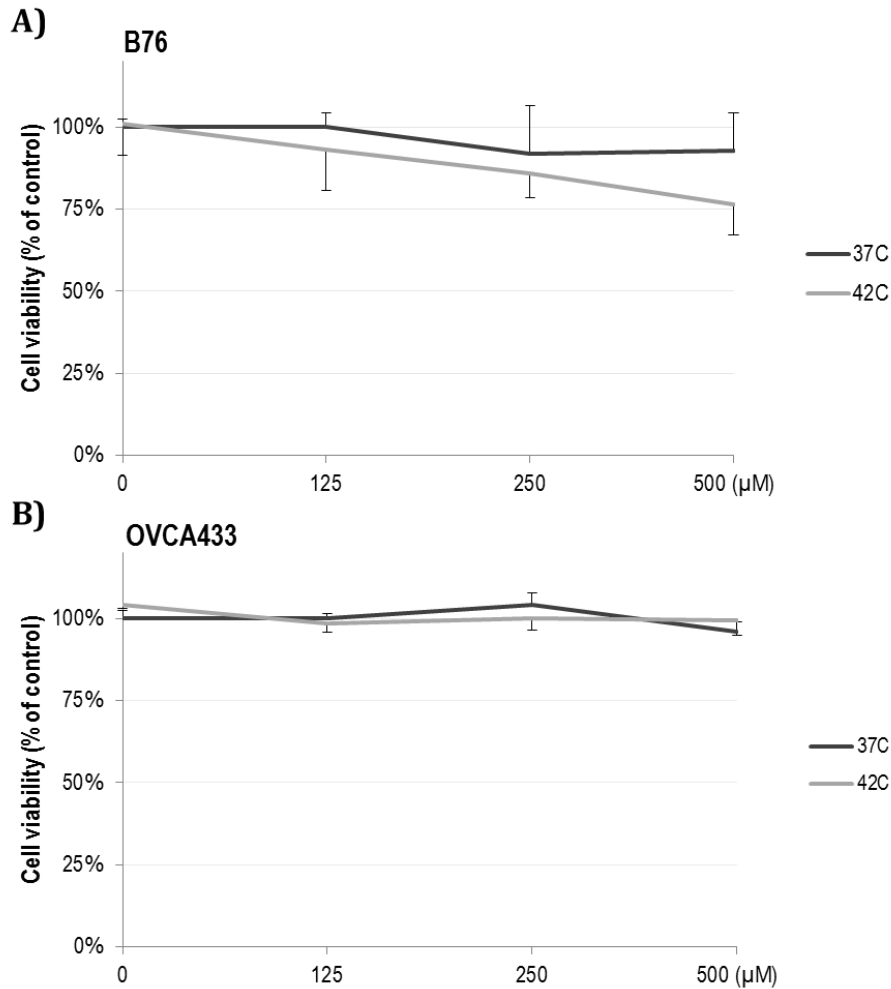 A)
B76
Cell viability (% of control)
100%
75%
50%
25%
0%
0 125 250 500 (µM)
37C
42C
B)
OVCA433
Cell viability (% of control)
100%
75%
50%
25%
0%
0 125 250 500 (µM)
37C
42C